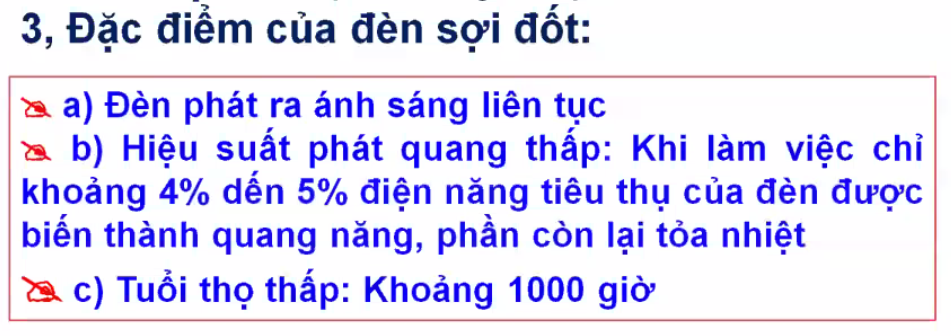 3, Đặc điểm của đèn sợi đốt:
a) Đèn phát ra ánh sáng liên tục
b) Hiệu suất phát quang thấp: Khi làm việc chỉ
khoảng 4% dến 5% điện năng tiêu thụ của đèn được
biến thành quang năng, phần còn lại tỏa nhiệt
c) Tuổi thọ thấp: Khoảng 1000 giờ